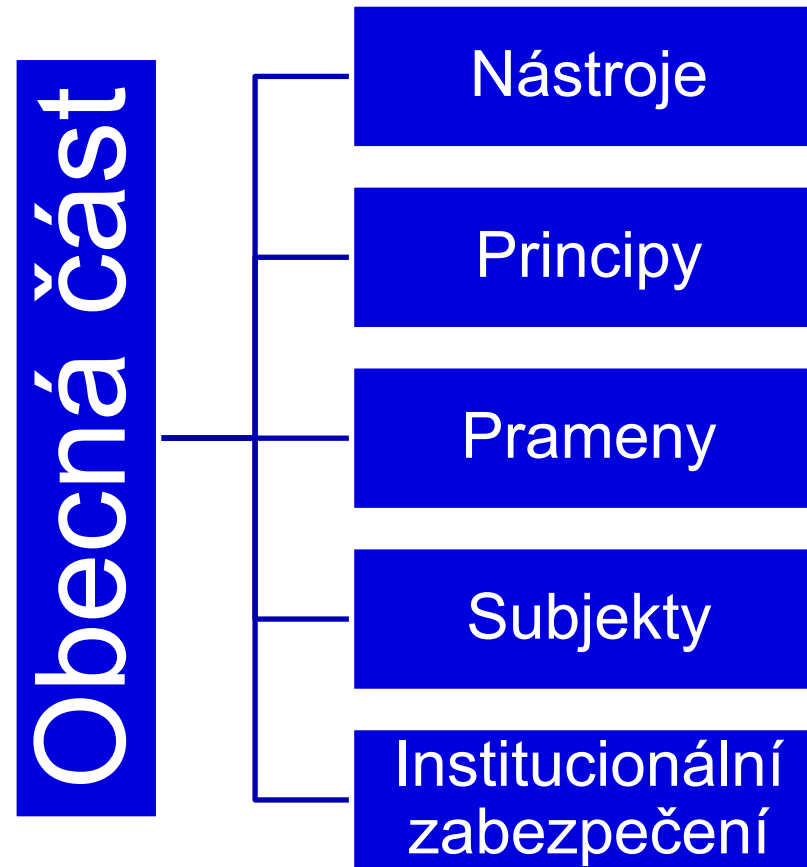 Obecná část
Nástroje
Principy
Prameny
Subjekty
Institucionální
zabezpečení